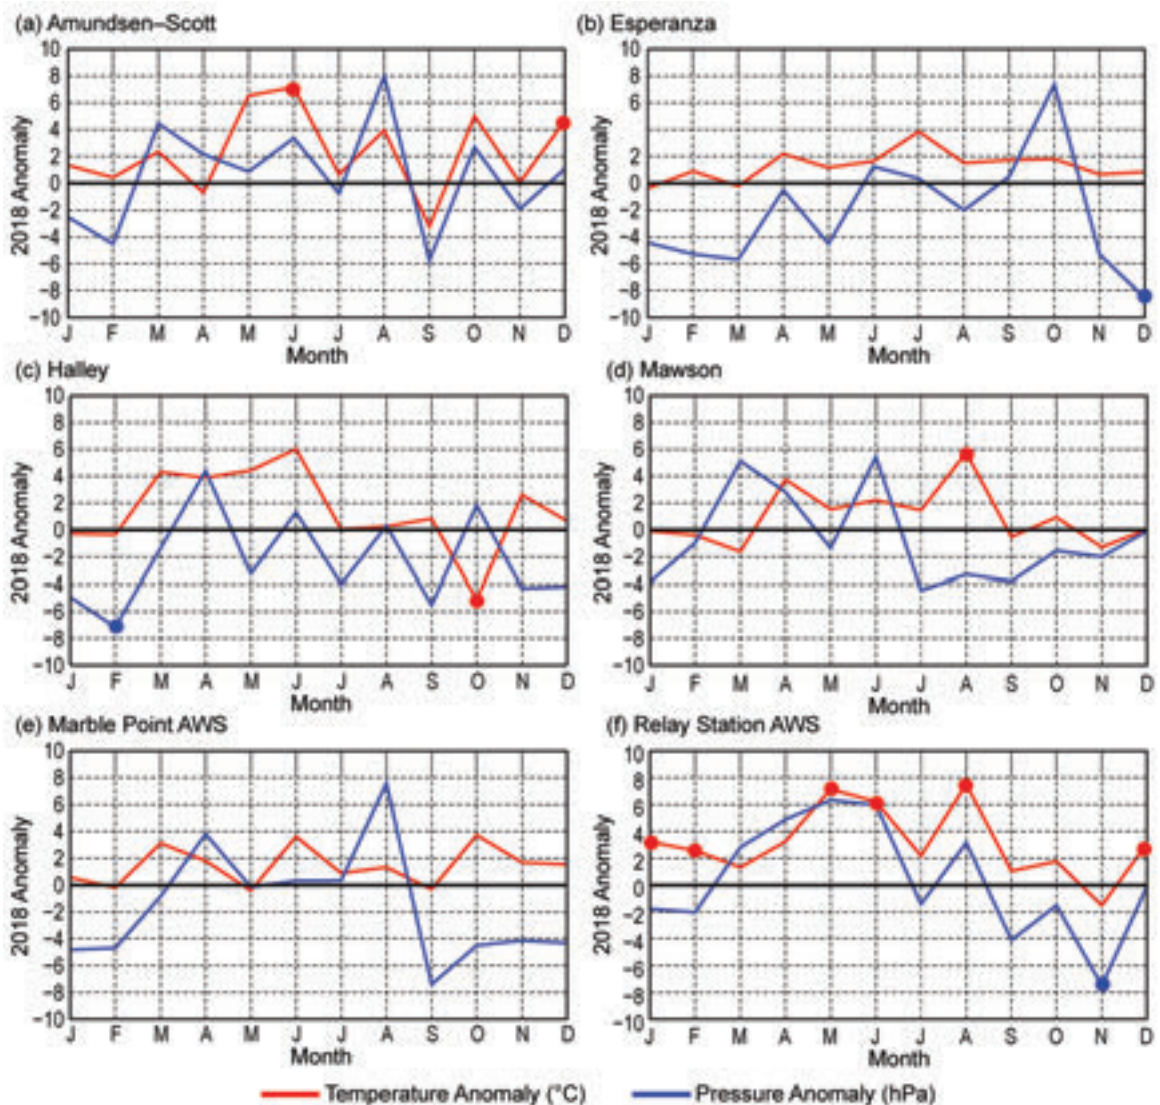 (a) Amundsen–Scott
(b) Esperanza
10
8
6
4
2
0
−2
−4
−6
−8
−10
2018 Anomaly
J F M A M J J A S O N D
Month
10
8
6
2
0
−2
−4
−6
−8
−10
2018 Anomaly
J F M A M J J A S O N D
Month
(c) Halley
(d) Mawson
10
8
6
4
2
0
−2
−4
−6
−8
−10
2018 Anomaly
J F M A M J J A S O N D
Month
10
8
6
4
2
0
−2
−4
−6
−8
−10
2018 Anomaly
J F M A M J J A S O N D
Month
(e) Marble Point AWS
(f) Relay Station AWS
10
8
6
4
2
0
−2
−4
−6
−8
−10
2018 Anomaly
J F M A M J J A S O N D
Month
10
8
6
4
2
0
−2
−4
−6
−8
−10
2018 Anomaly
J F M A M J J A S O N D
Month
Temperature Anomaly (°C)
Pressure Anomaly (hPa)